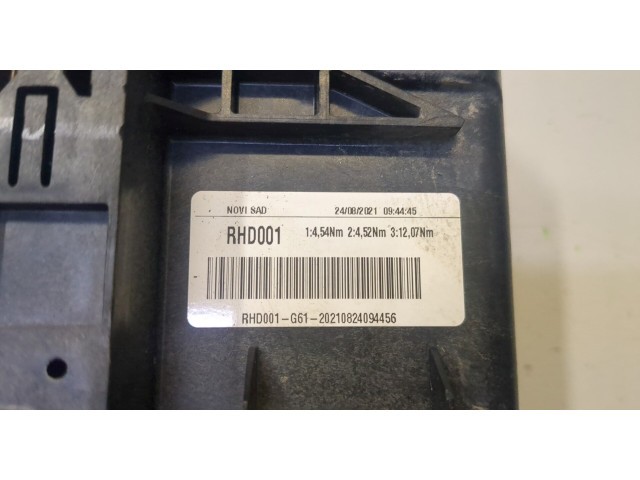 NOVI SAD 24/08/2021 09:44:45
RHD001 1:4,54Nm 2:4,52Nm 3:12,07Nm
RHD001-G61-20210824094456